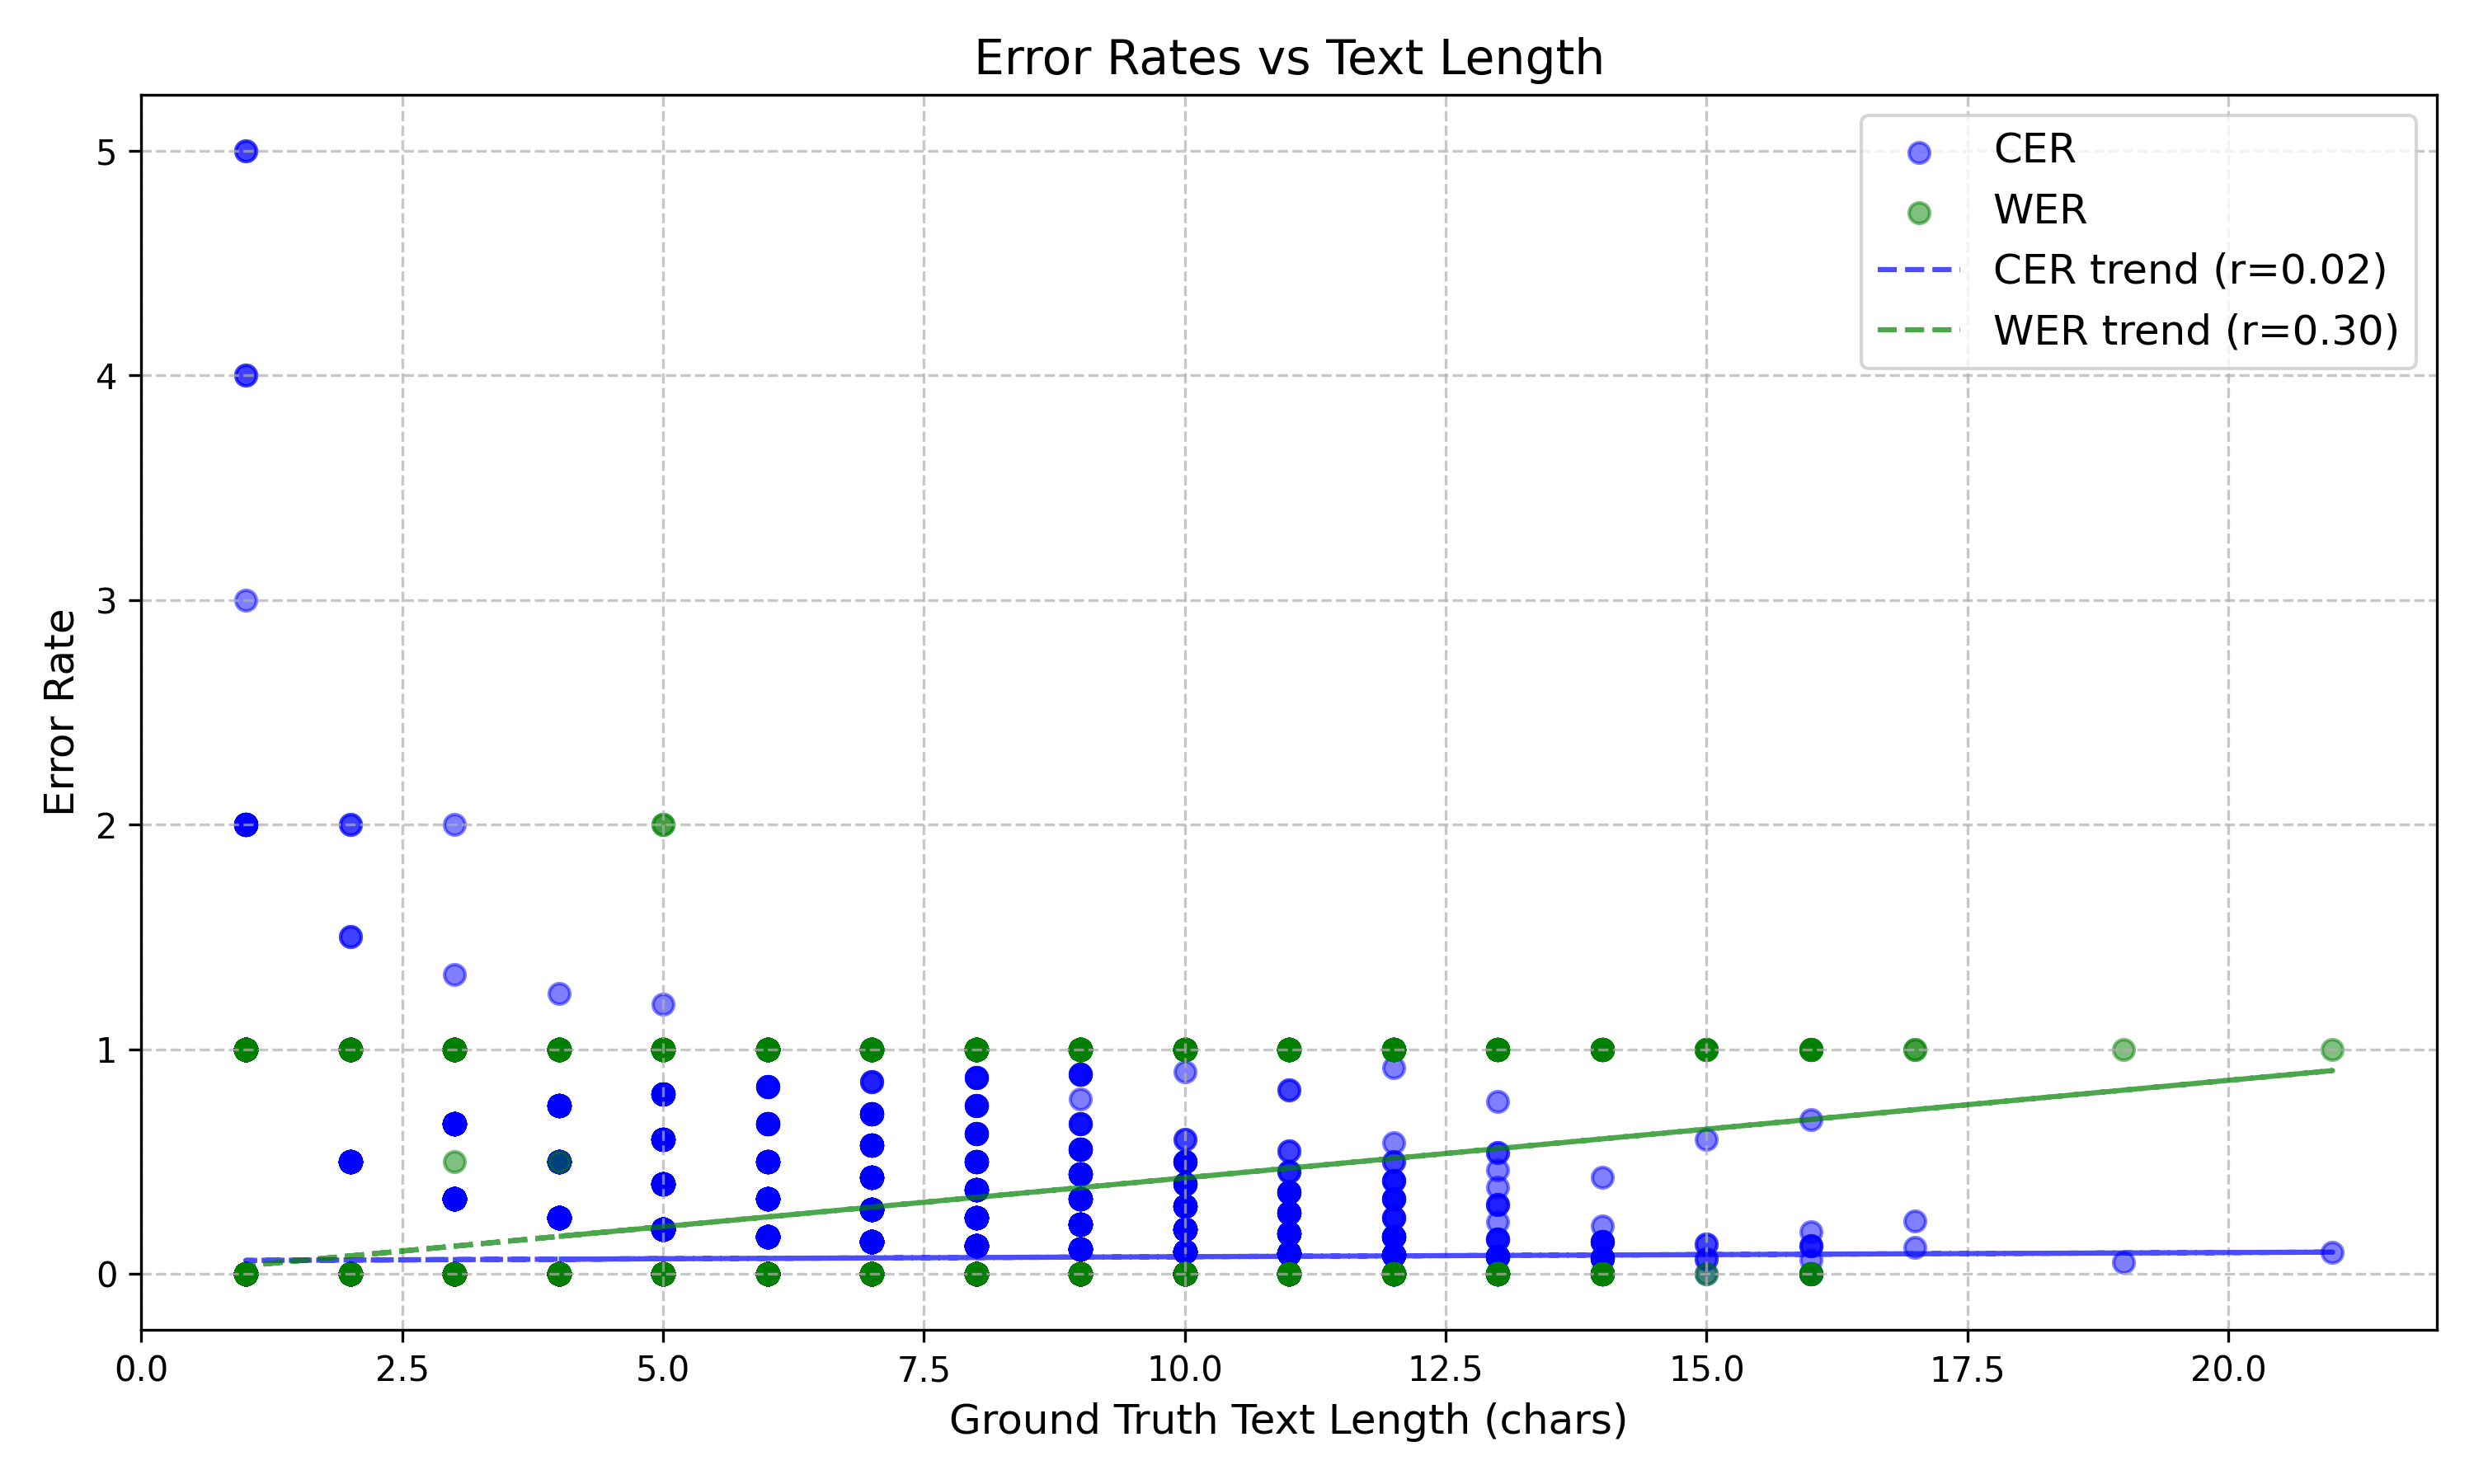 Error Rates vs Text Length
5
4
3
2
1
0
Error Rate
CER
WER
CER trend (r=0.02)
WER trend (r=0.30)
0.0 2.5 5.0 7.5 10.0 12.5 15.0 17.5 20.0
Ground Truth Text Length (chars)